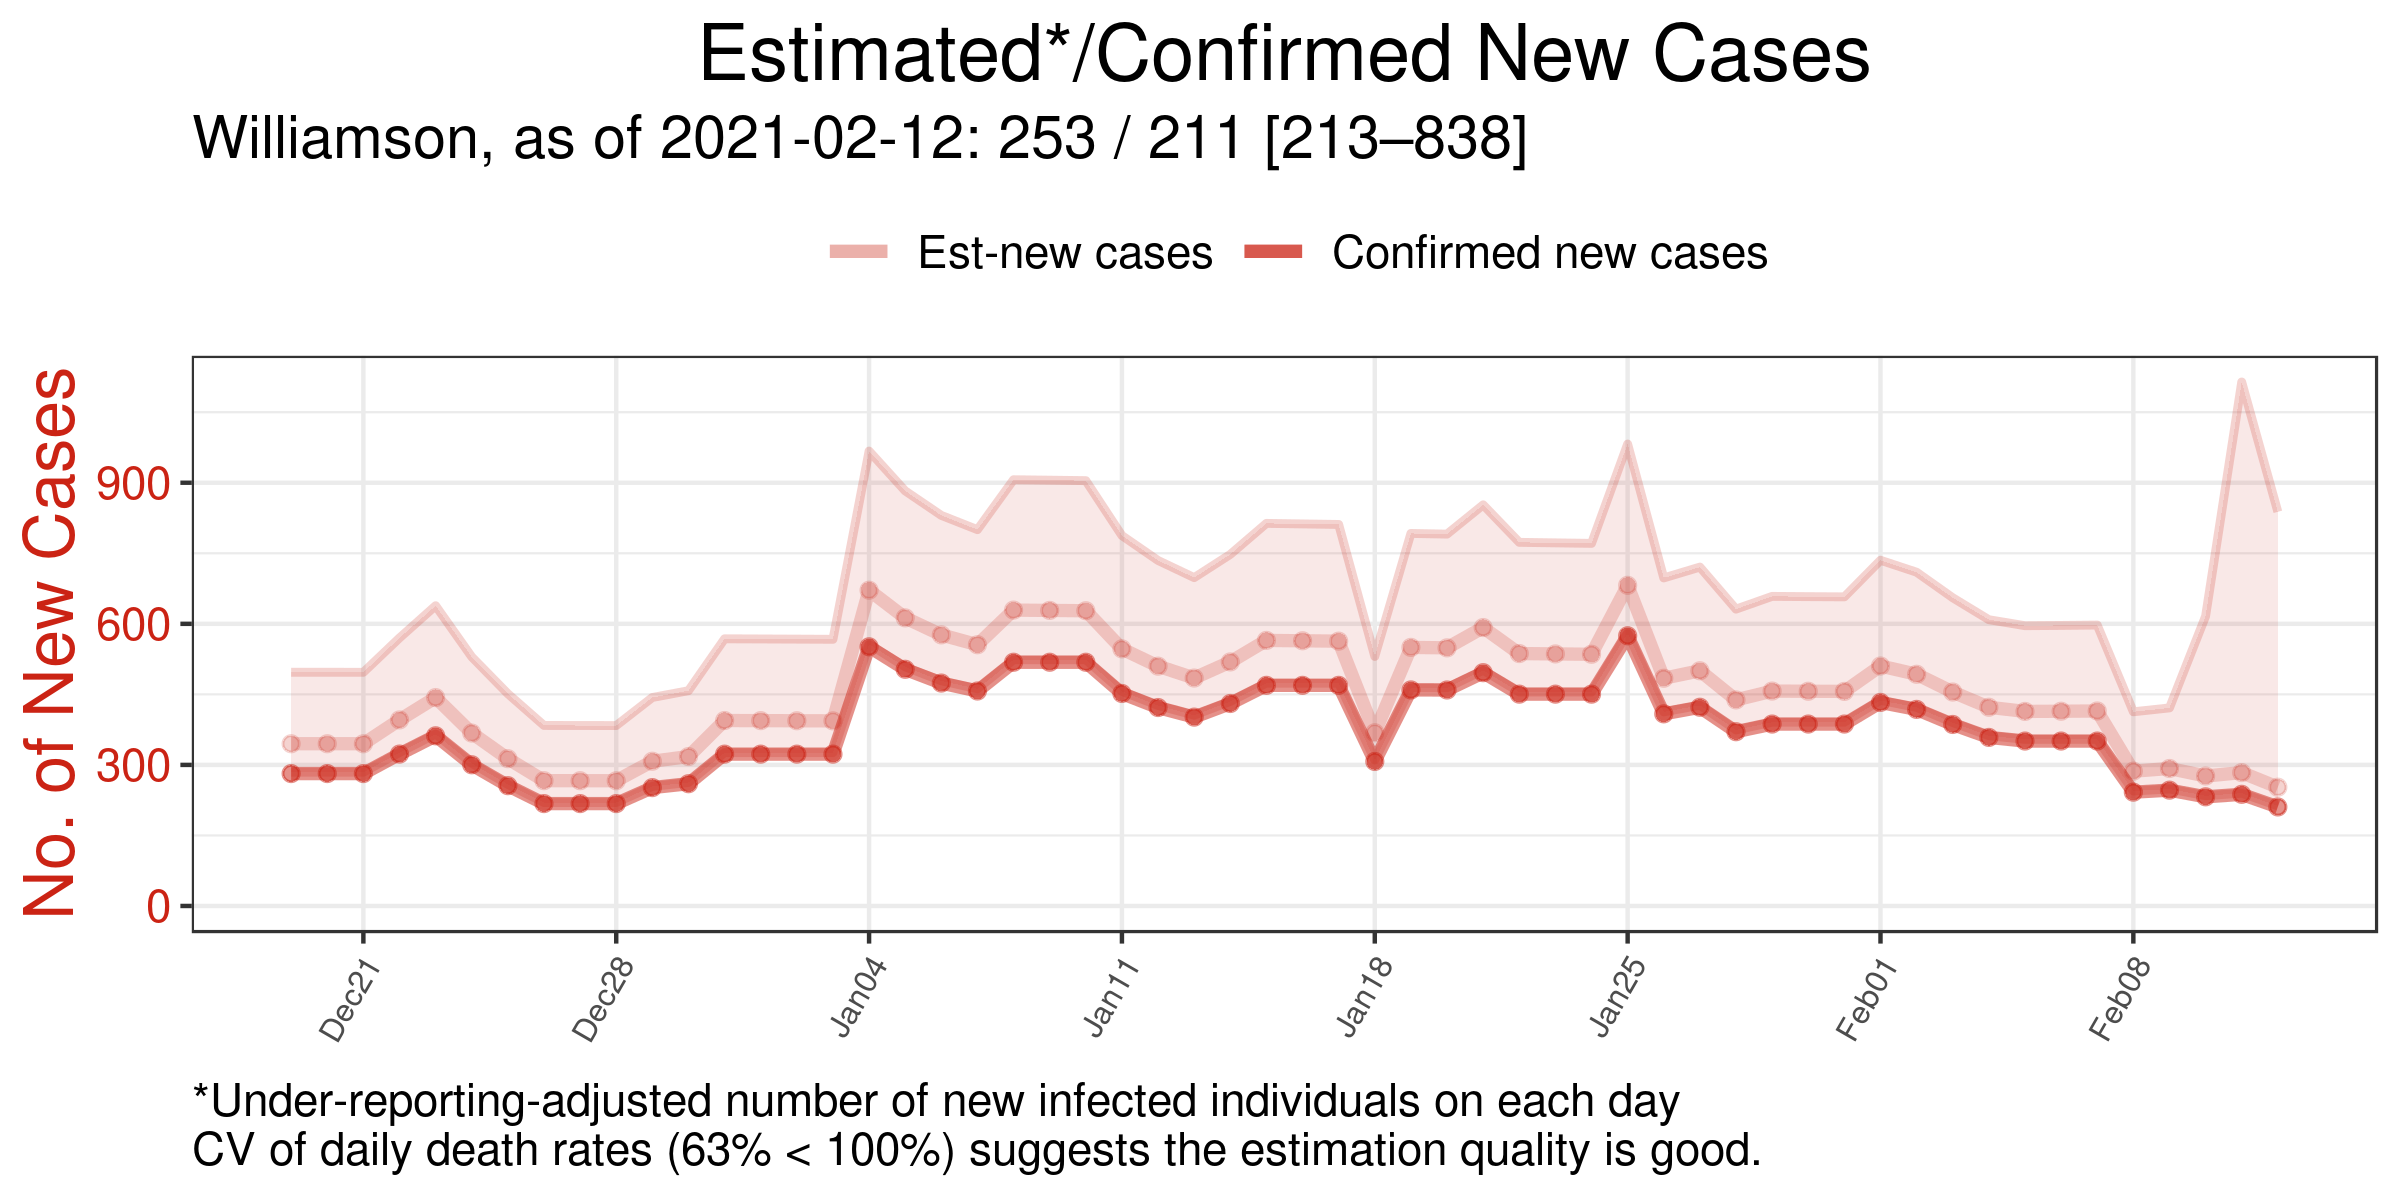 Estimated*/Confirmed New Cases
Williamson, as of 2021-02-12: 253 / 211 [213–838]
Est-new cases
Confirmed new cases
No. of New Cases
900
600
300
0
Dec21
Dec28
Jan04
Jan11
Jan18
Jan25
Feb01
Feb08
*Under-reporting-adjusted number of new infected individuals on each day
CV of daily death rates (63% < 100%) suggests the estimation quality is good.